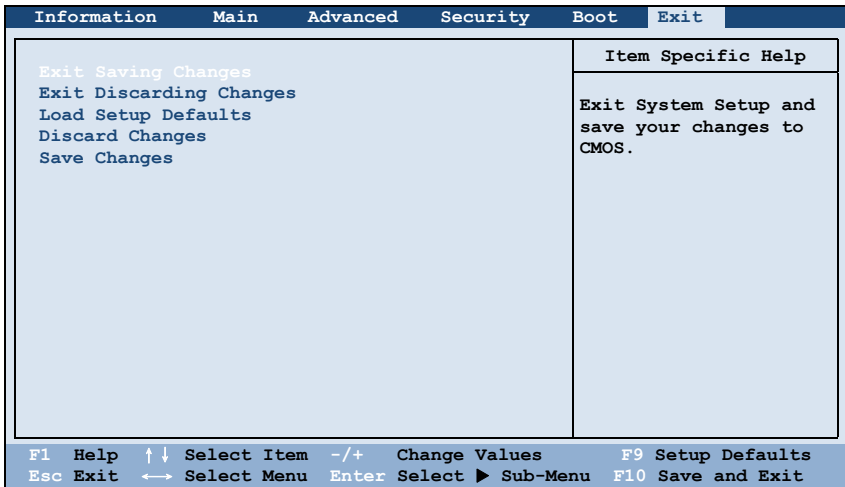 Information Main Advanced Security Boot Exit
Item Specific Help
Exit Saving Changes
Exit Discarding Changes
Load Setup Defaults
Discard Changes
Save Changes
Exit System Setup and
save your changes to
CMOS.
F1 Help ↑↓ Select Item -/+ Change Values F9 Setup Defaults
Esc Exit ←→ Select Menu Enter Select ▶ Sub-Menu F10 Save and Exit